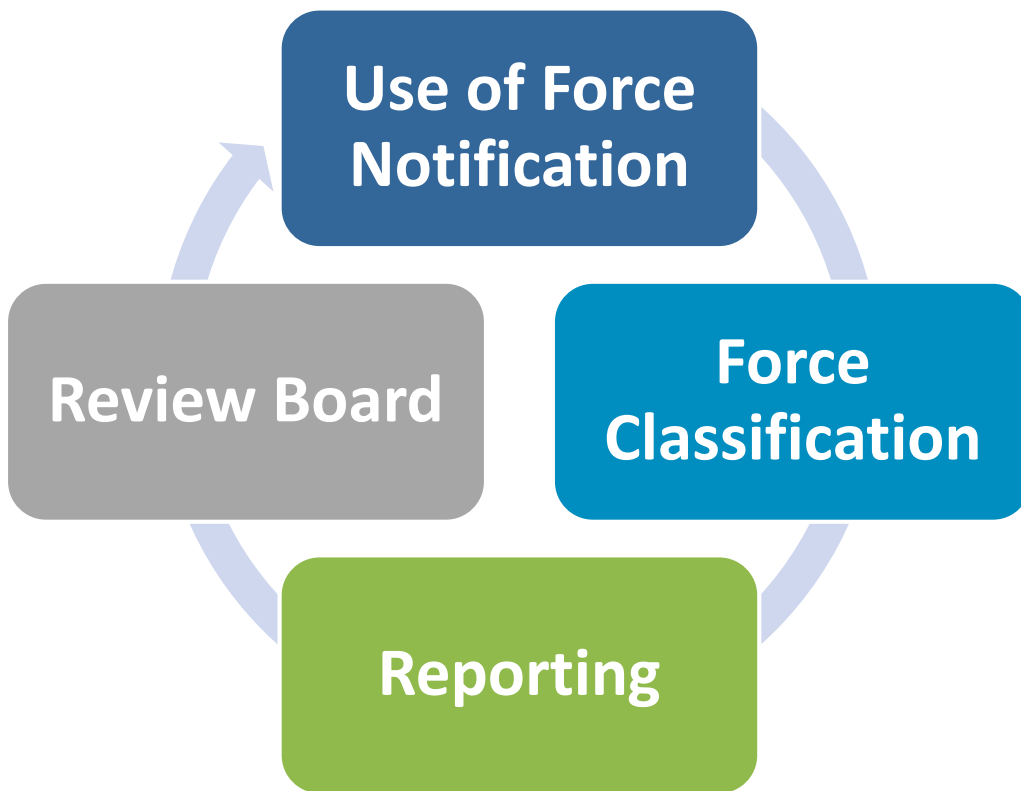 Use of Force
Notification
Force
Classification
Review Board
Reporting